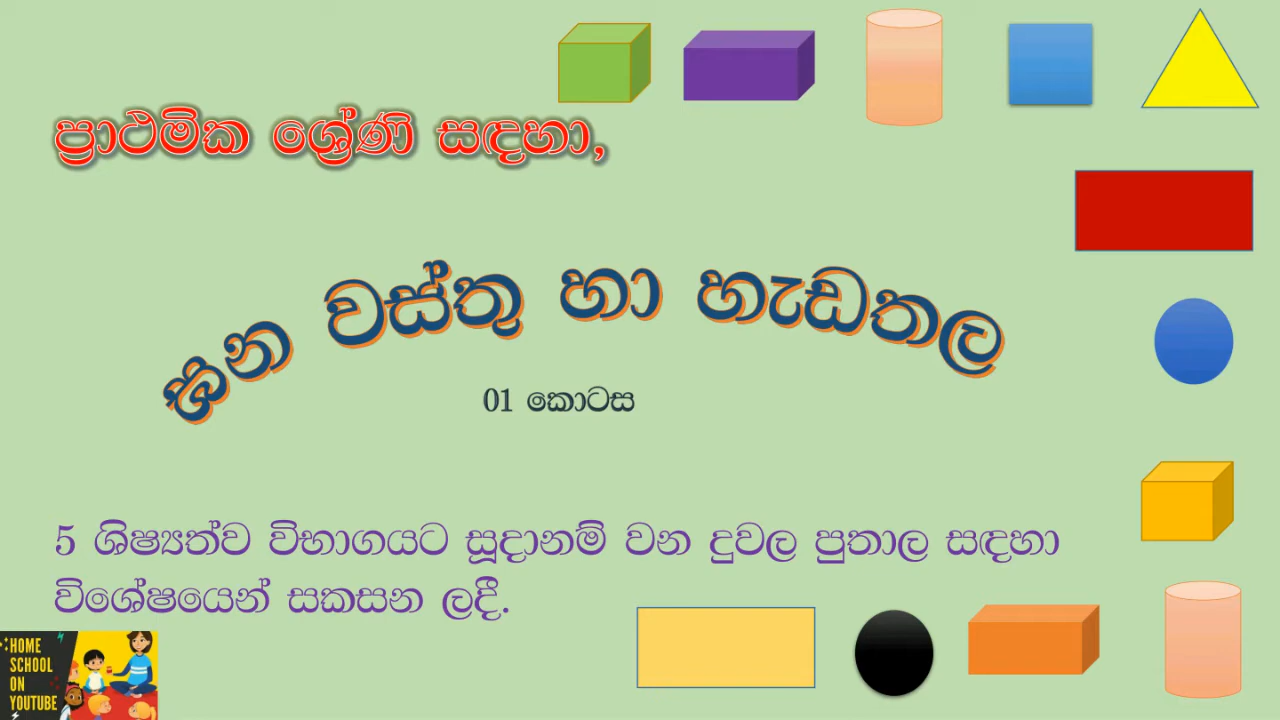 ප්‍රාථමික ශ්‍රේණි සඳහා,
ඝන වස්තු හා හැඩතල
01 කොටස
5 ශිෂ්‍යත්ව විභාගයට සූදානම් වන දුවල පුතාල සඳහා
විශේෂයෙන් සකසන ලදී.
HOME
SCHOOL
ON
YOUTUBE